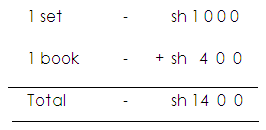 1 set - sh 1 0 0 0
1 book - + sh 4 0 0
Total - sh 14 0 0